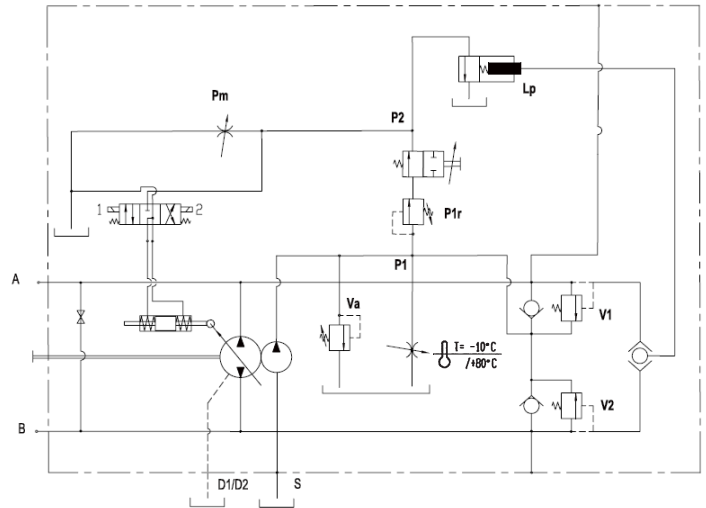 Lp
Pm
P2
1
2
P1r
P1
A
Va
V1
T= -10°C
/+80°C
V2
B
D1/D2
S